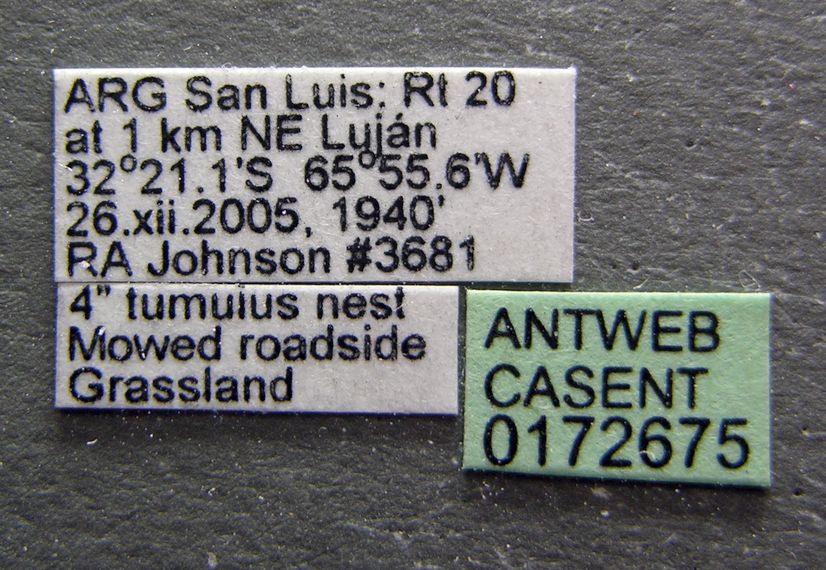 ARG San Luis: Rt 20
at 1 km NE Luján
32°21.1'S 65°55.6'W
26.xii.2005, 1940'
RA Johnson #3681
4" tumulus nest
Mowed roadside
Grassland
ANTWEB
CASENT
0172675